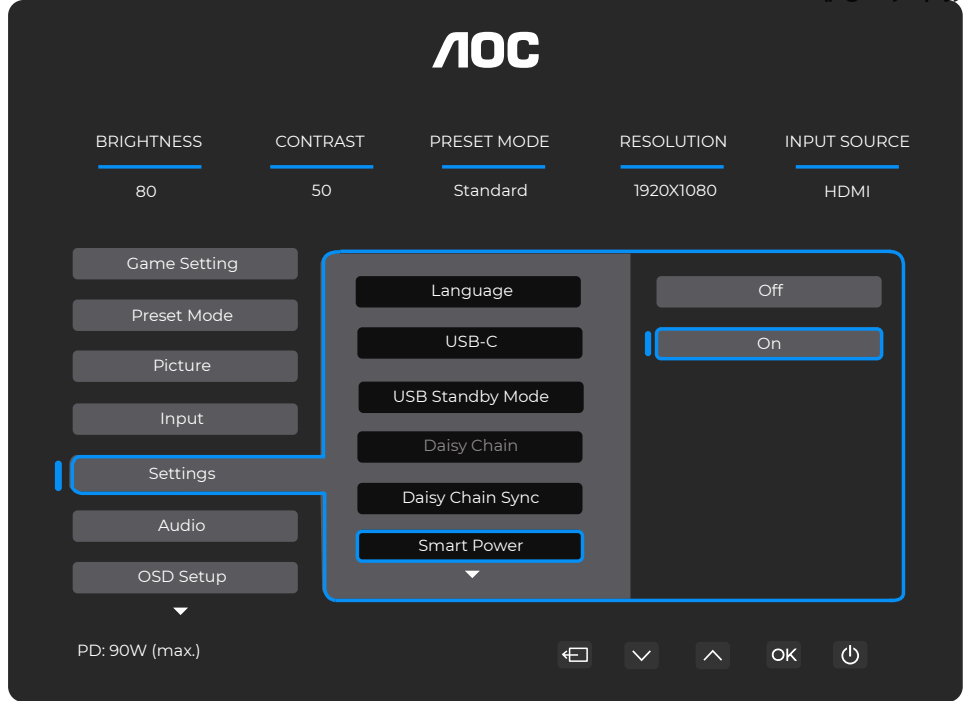 AOC
BRIGHTNESS CONTRAST PRESET MODE RESOLUTION INPUT SOURCE
80 50 Standard 1920X1080 HDMI
Game Setting
Preset Mode
Picture
Input
Settings
Audio
OSD Setup
Language
USB-C
USB Standby Mode
Daisy Chain
Daisy Chain Sync
Smart Power
Off
On
PD: 90W (max.)
OK